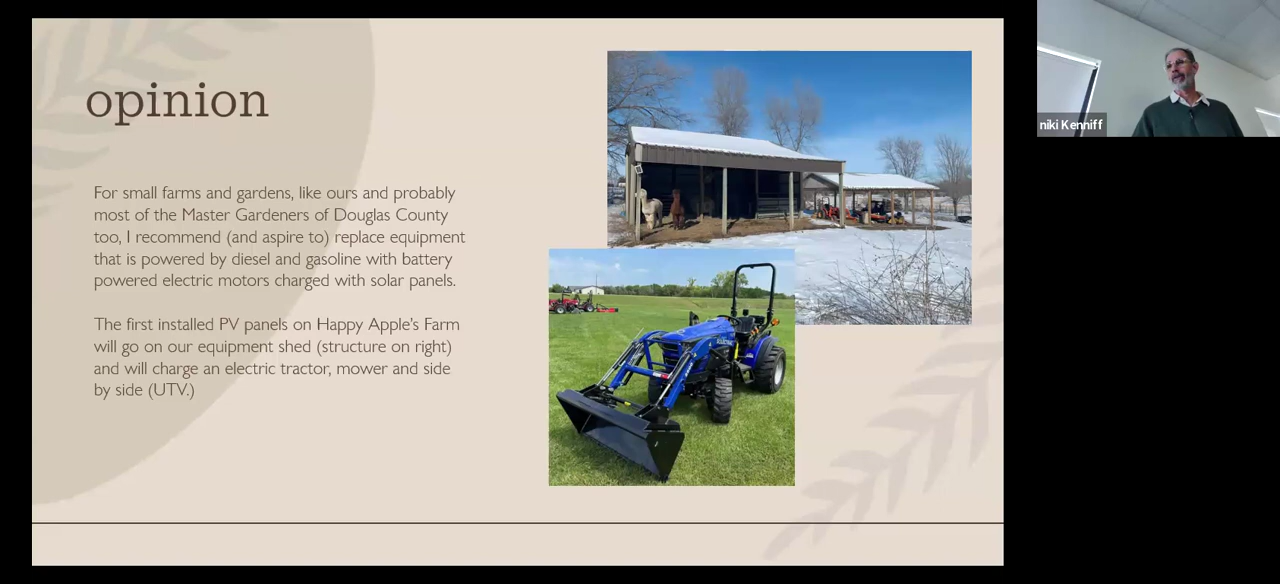 opinion
For small farms and gardens, like ours and probably
most of the Master Gardeners of Douglas County
too, I recommend (and aspire to) replace equipment
that is powered by diesel and gasoline with battery
powered electric motors charged with solar panels.
The first installed PV panels on Happy Apple's Farm
will go on our equipment shed (structure on right)
and will charge an electric tractor, mower and side
by side (UTV.)
niki Kenniff